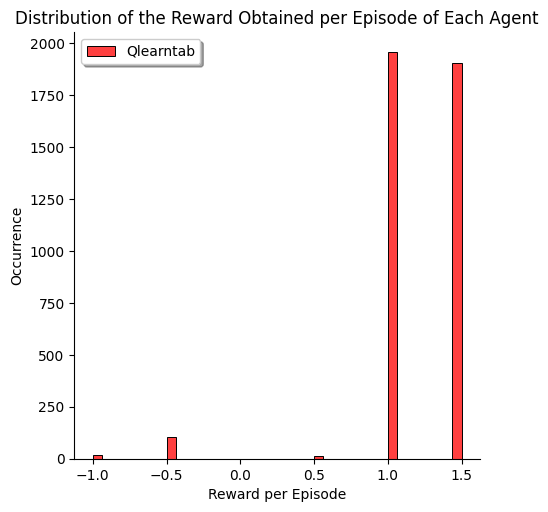 Distribution of the Reward Obtained per Episode of Each Agent
Qlearntab
2000
1750
1500
1250
1000
750
500
250
0
Occurrence
−1.0 −0.5 0.0 0.5 1.0 1.5
Reward per Episode